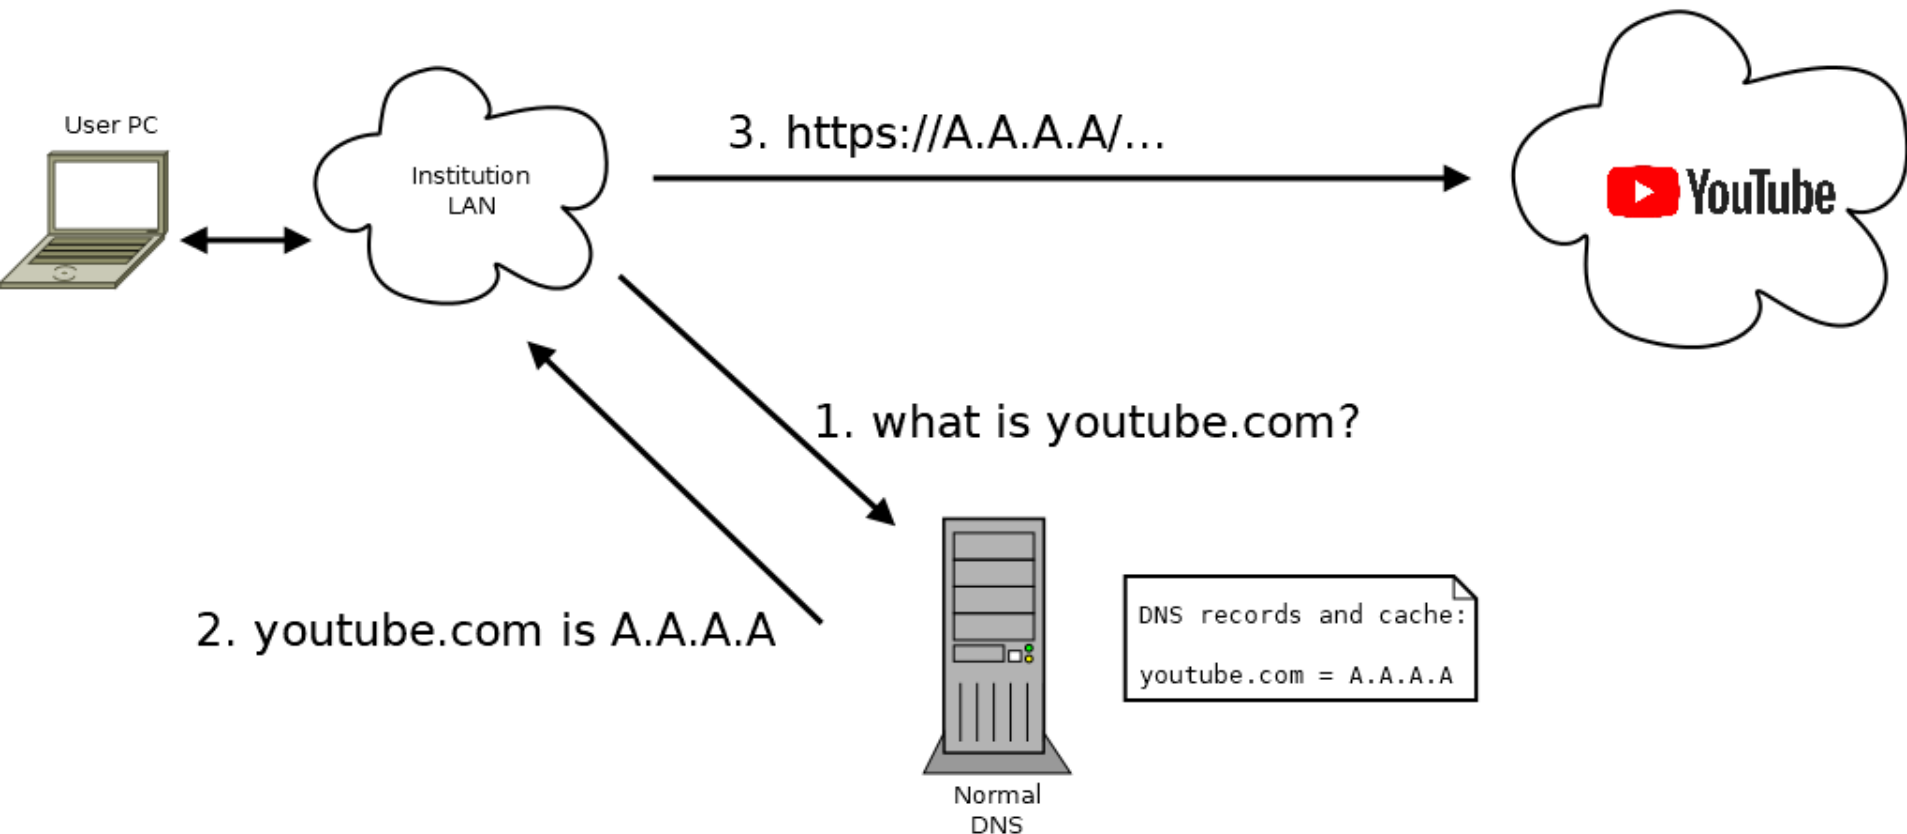 User PC
Institution
LAN
3. https://A.A.A.A/...
YouTube
1. what is youtube.com?
2. youtube.com is A.A.A.A
DNS records and cache:
youtube.com = A.A.A.A
Normal
DNS